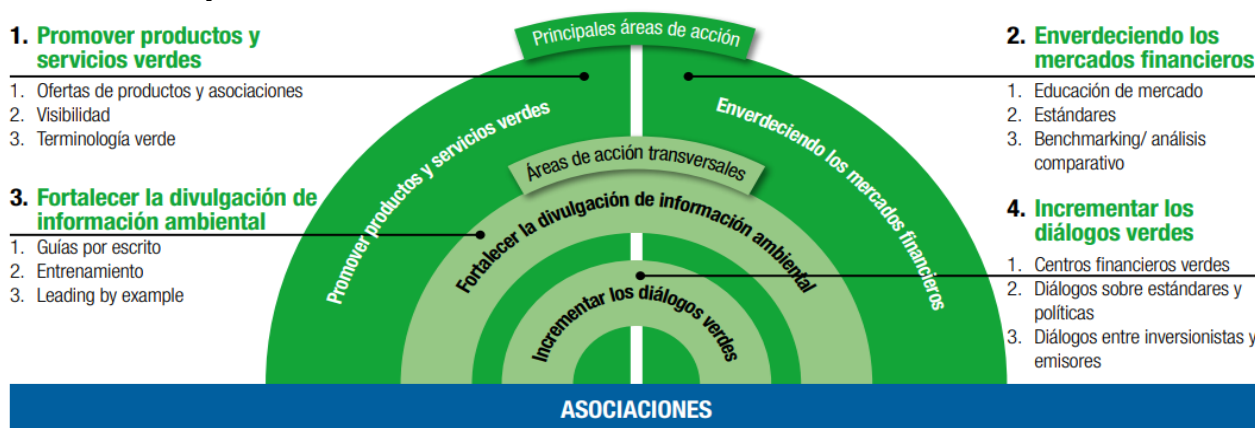 1. Promover productos y
servicios verdes
1. Ofertas de productos y asociaciones
2. Visibilidad
3. Terminología verde
3. Fortalecer la divulgación de
información ambiental
1. Guías por escrito
2. Entrenamiento
3. Leading by example
Principales áreas de acción
Promover productos y servicios verdes
Enverdeciendo los mercados financieros
Áreas de acción transversales
Fortalecer la divulgación de información ambiental
Incrementar los diálogos verdes
2. Enverdeciendo los
mercados financieros
1. Educación de mercado
2. Estándares
3. Benchmarking/ análisis
comparativo
4. Incrementar los
diálogos verdes
1. Centros financieros verdes
2. Diálogos sobre estándares y
políticas
3. Diálogos entre inversionistas y
emisores
ASOCIACIONES